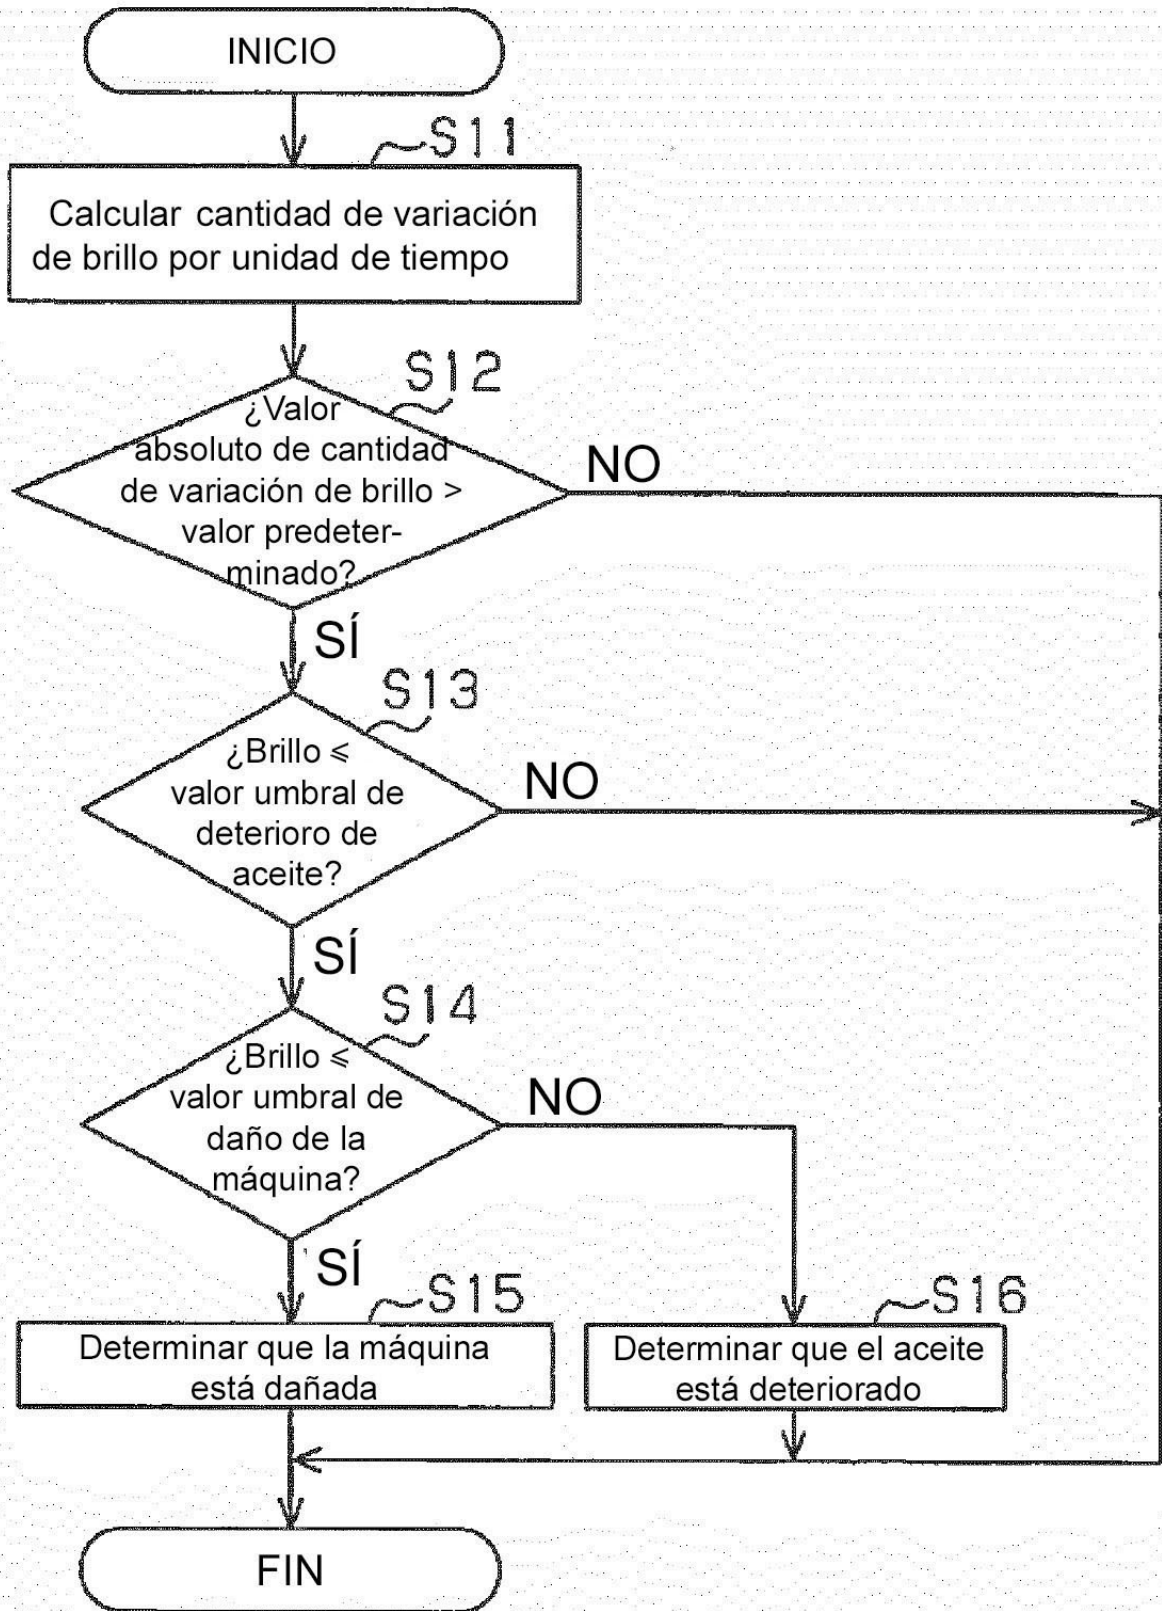 INICIO
S11
Calcular cantidad de variación
de brillo por unidad de tiempo
S12
¿Valor
absoluto de cantidad
de variación de brillo >
valor predeter-
minado?
NO
SÍ
S13
¿Brillo ⩽
valor umbral de
deterioro de
aceite?
NO
SÍ
S14
¿Brillo ⩽
valor umbral de
daño de la
máquina?
NO
SÍ
S15
Determinar que la máquina
está dañada
S16
Determinar que el aceite
está deteriorado
FIN